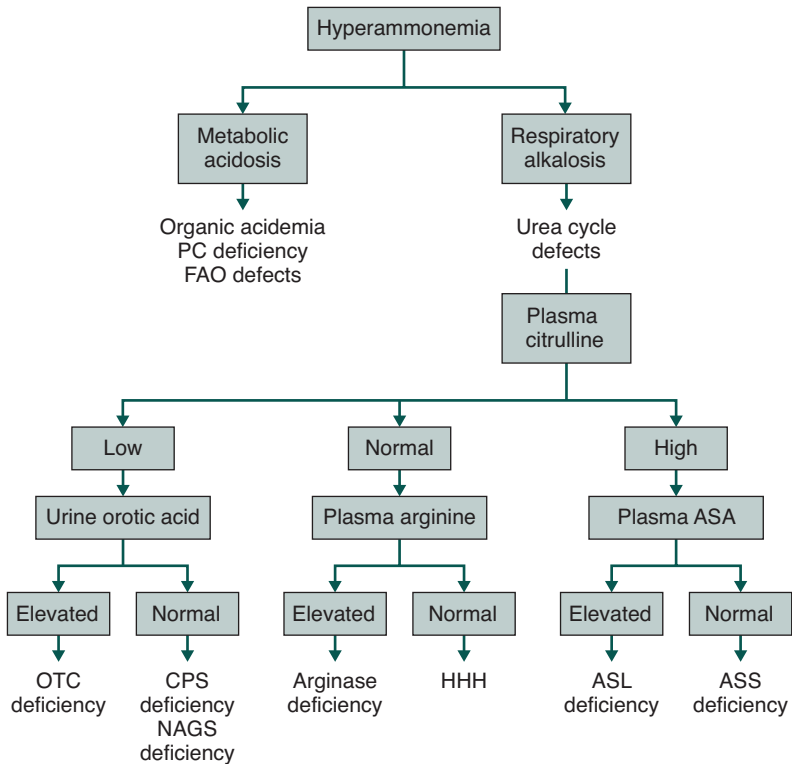 Hyperammonemia
Metabolic
acidosis
Respiratory
alkalosis
Organic acidemia
PC deficiency
FAO defects
Urea cycle
defects
Plasma
citrulline
Low
Normal
High
Urine orotic acid
Plasma arginine
Plasma ASA
Elevated
Normal
Elevated
Normal
Elevated
Normal
OTC
deficiency
CPS
deficiency
NAGS
deficiency
Arginase
deficiency
HHH
ASL
deficiency
ASS
deficiency